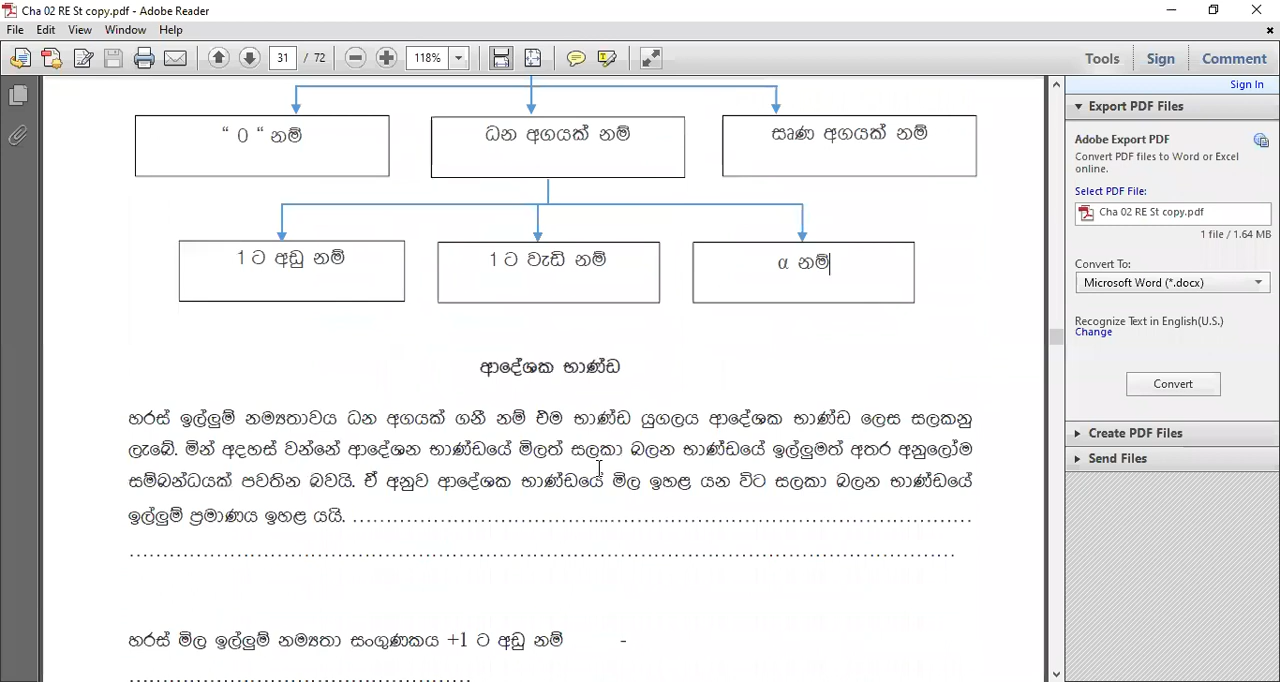 Cha 02 RE St copy.pdf - Adobe Reader
File Edit View Window Help
31 / 72 118% Tools Sign Comment
Sign In
Export PDF Files
Adobe Export PDF
Convert PDF files to Word or Excel
online.
Select PDF File:
Cha 02 RE St copy.pdf
1 file / 1.64 MB
Convert To:
Microsoft Word (*.docx)
Recognize Text in English(U.S.)
Change
Convert
Create PDF Files
Send Files
“ 0 “ නම් ධන අගයක් නම් සෘණ අගයක් නම්
1 ට අඩු නම් 1 ට වැඩි නම් α නම්
ආදේශක භාණ්ඩ
හරස් ඉල්ලුම් නම්‍යතාවය ධන අගයක් ගනී නම් එම භාණ්ඩ යුගලය ආදේශක භාණ්ඩ ලෙස සලකනු
ලැබේ. මින් අදහස් වන්නේ ආදේශන භාණ්ඩයේ මිලත් සලකා බලන භාණ්ඩයේ ඉල්ලුමත් අතර අනුලෝම
සම්බන්ධයක් පවතින බවයි. ඒ අනුව ආදේශක භාණ්ඩයේ මිල ඉහළ යන විට සලකා බලන භාණ්ඩයේ
ඉල්ලුම් ප්‍රමාණය ඉහළ යයි. ……………………………………………………………………
……………………………………………………………………………………………………
හරස් මිල ඉල්ලුම් නම්‍යතා සංගුණකය +1 ට අඩු නම් -
……………………………………………